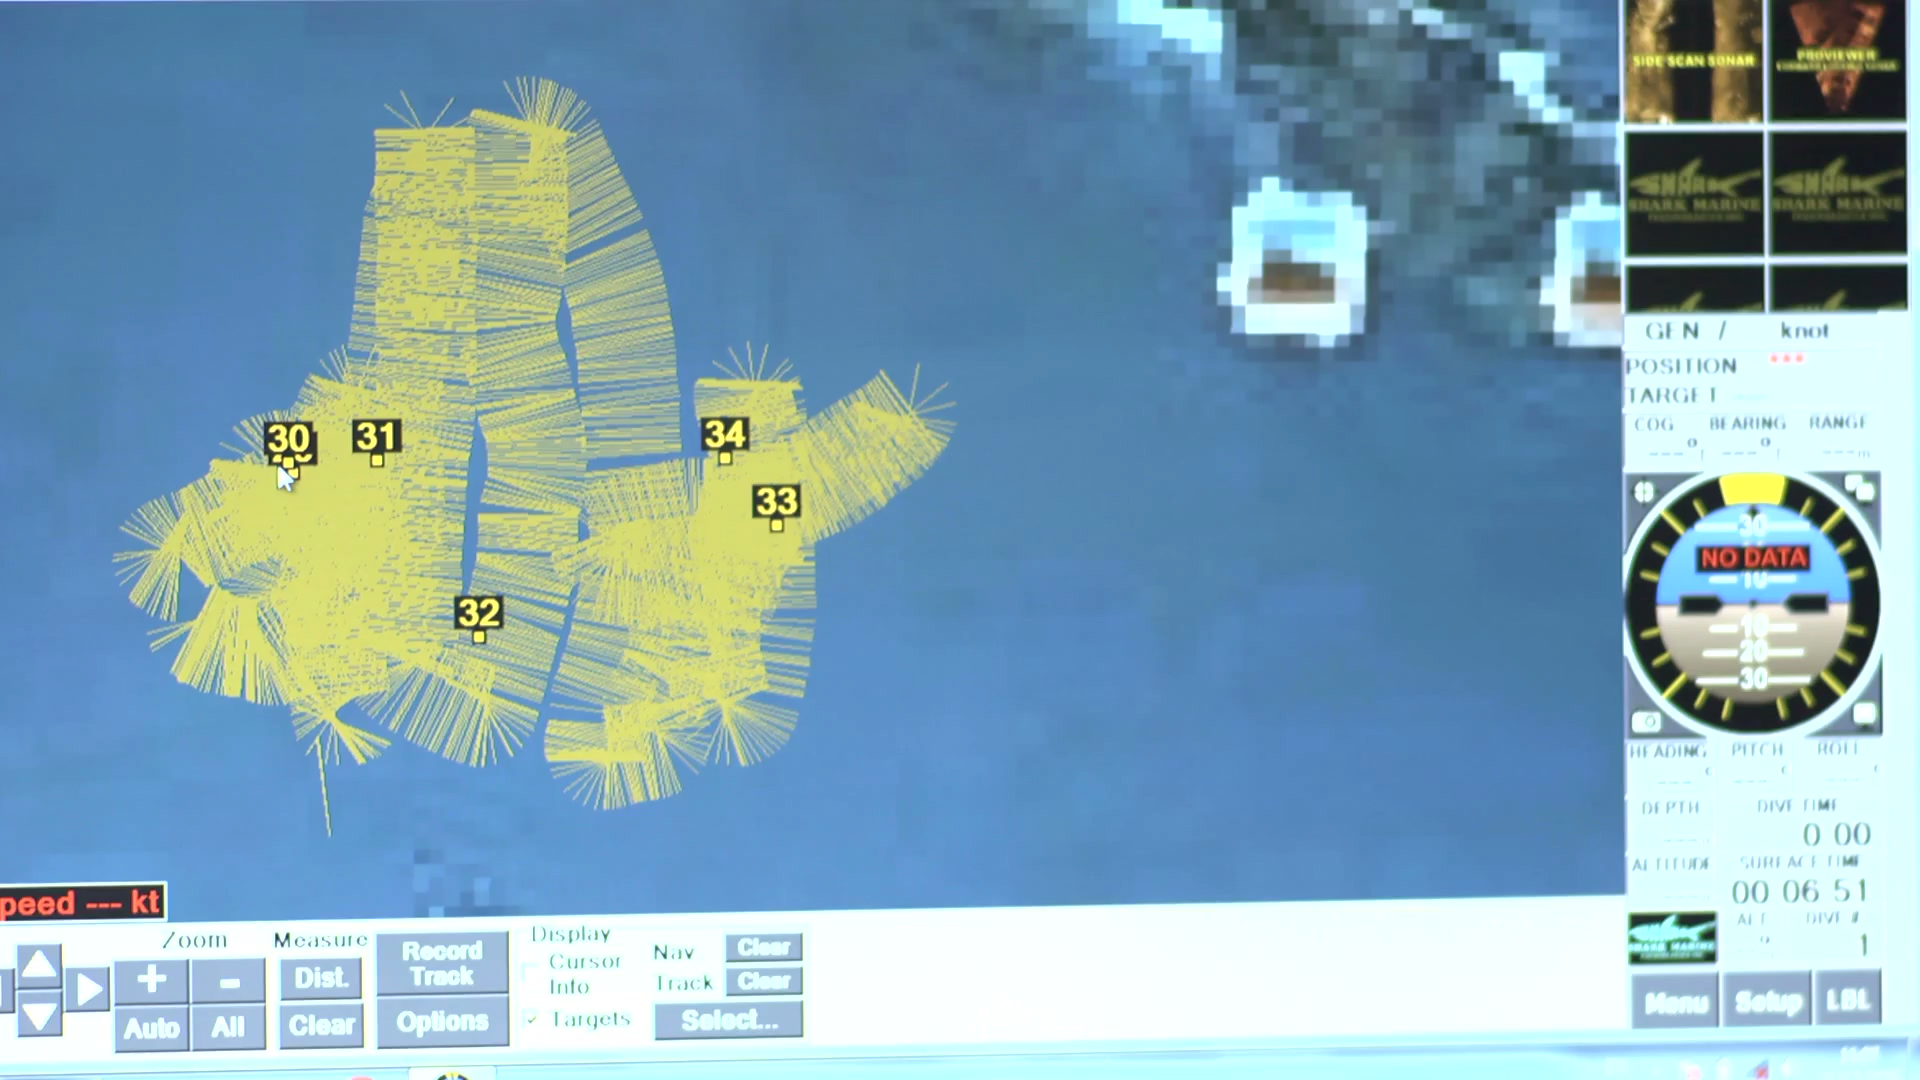 SIDE SCAN SONAR
PROVIEWER
SHARK
SHARK MARINE
SHARK
SHARK MARINE
GEN / knot
POSITION ***
TARGET
COG BEARING RANGE
--- --- ---m
30
31
34
33
32
30
NO DATA
10
10
20
30
HEADING PITCH ROLL
DEPTH DIVE TIME
0 00
ALTITUDE SURFACE TIME
00 06 51
ALT DIVE #
1
SHARK MARINE
Menu Setup LBL
peed --- kt
Zoom Measure
+ - Dist.
Auto All Clear
Record Track
Options
Display
Cursor Info
Targets
Nav Clear
Track Clear
Select...